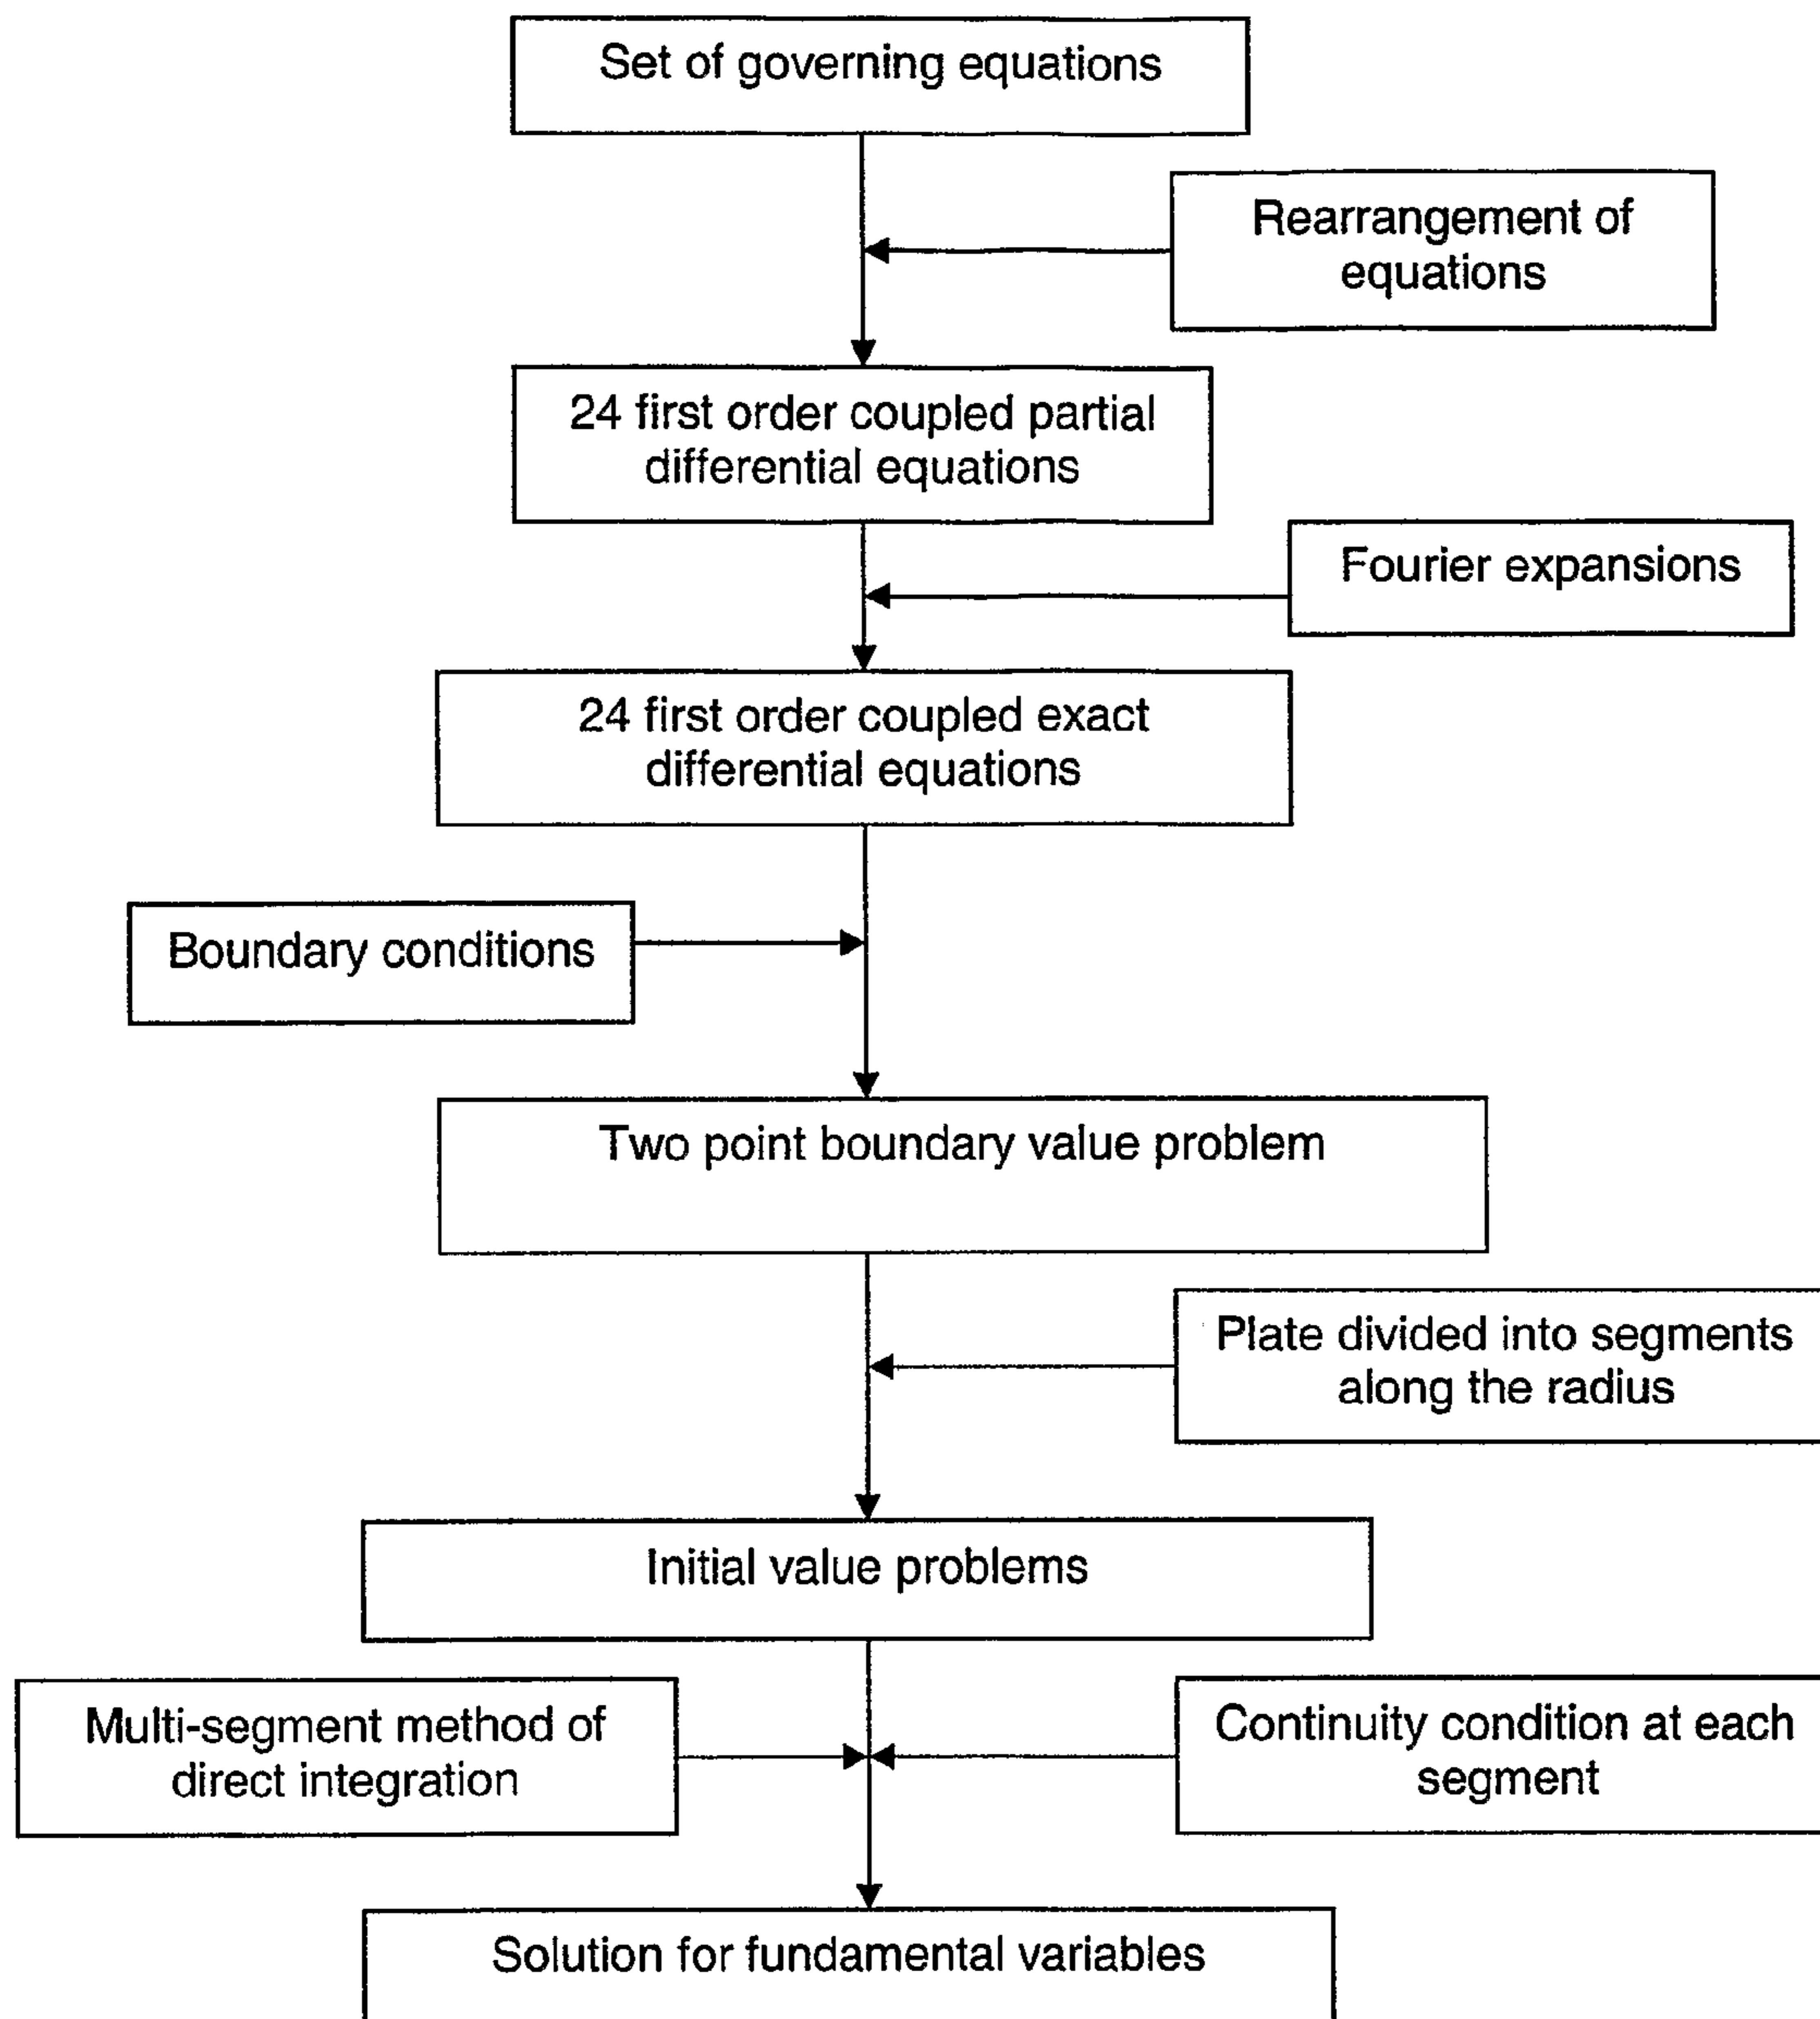 Set of governing equations
Rearrangement of
equations
24 first order coupled partial
differential equations
Fourier expansions
24 first order coupled exact
differential equations
Boundary conditions
Two point boundary value problem
Plate divided into segments
along the radius
Initial value problems
Multi-segment method of
direct integration
Continuity condition at each
segment
Solution for fundamental variables